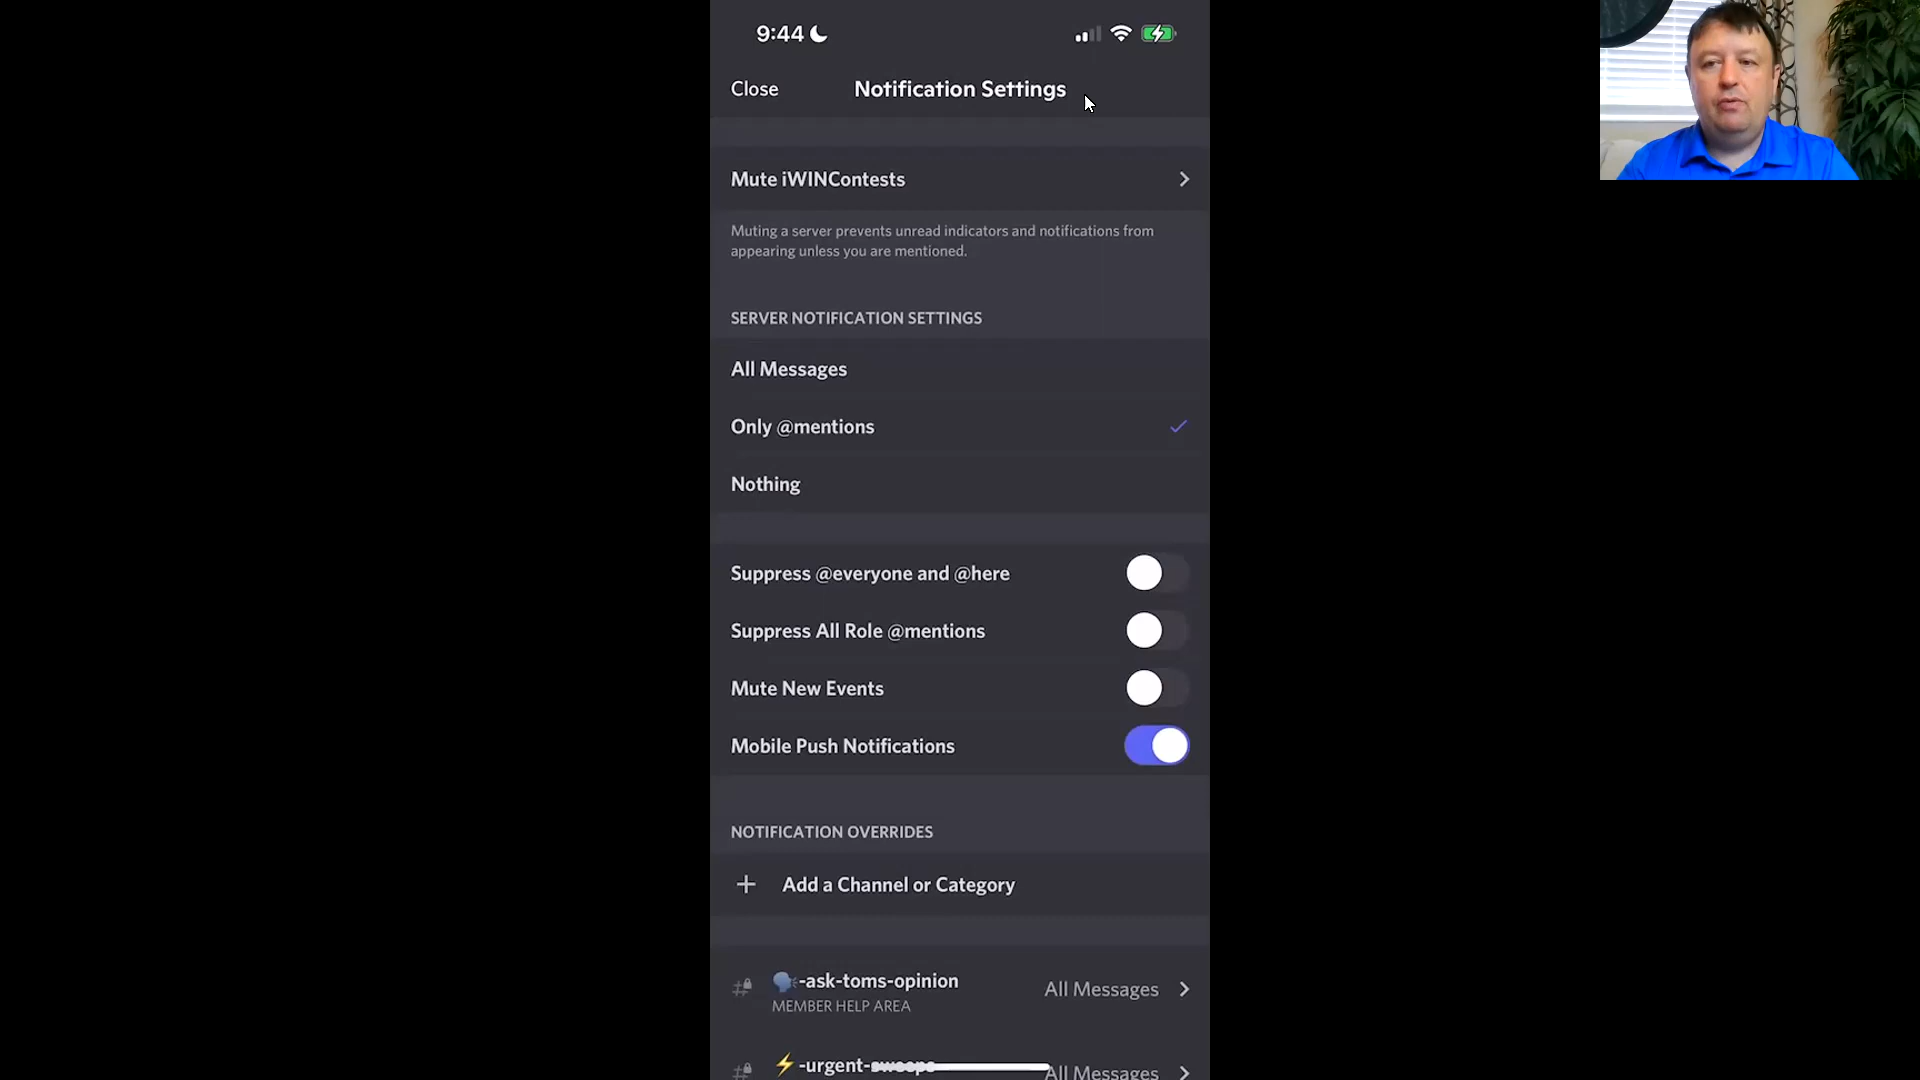 9:44
Close
Notification Settings
Mute iWINContests
Muting a server prevents unread indicators and notifications from
appearing unless you are mentioned.
SERVER NOTIFICATION SETTINGS
All Messages
Only @mentions
Nothing
Suppress @everyone and @here
Suppress All Role @mentions
Mute New Events
Mobile Push Notifications
NOTIFICATION OVERRIDES
+ Add a Channel or Category
-ask-toms-opinion
All Messages
MEMBER HELP AREA
-urgent-sweeps
All Messages